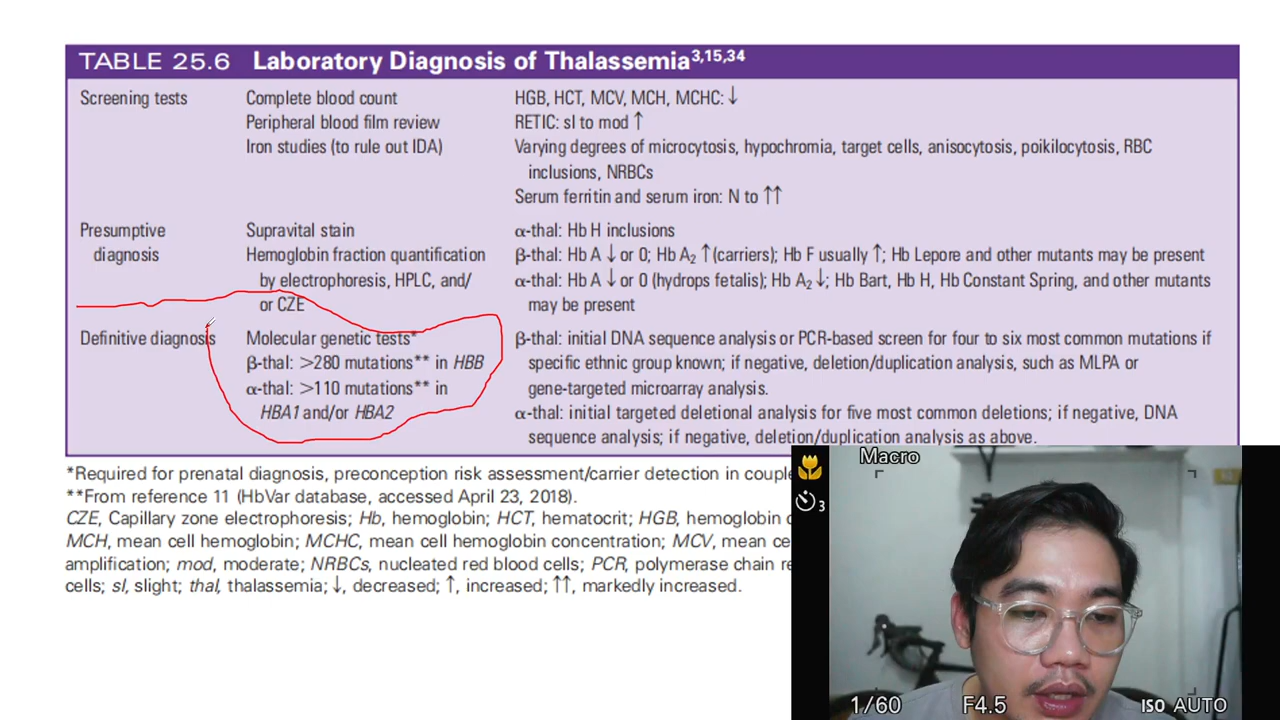 TABLE 25.6 Laboratory Diagnosis of Thalassemia3,15,34
Screening tests
Complete blood count
Peripheral blood film review
Iron studies (to rule out IDA)
HGB, HCT, MCV, MCH, MCHC: ↓
RETIC: sl to mod ↑
Varying degrees of microcytosis, hypochromia, target cells, anisocytosis, poikilocytosis, RBC
inclusions, NRBCs
Serum ferritin and serum iron: N to ↑↑
Presumptive
diagnosis
Supravital stain
Hemoglobin fraction quantification
by electrophoresis, HPLC, and/
or CZE
α-thal: Hb H inclusions
β-thal: Hb A ↓ or 0; Hb A2 ↑ (carriers); Hb F usually ↑; Hb Lepore and other mutants may be present
α-thal: Hb A ↓ or 0 (hydrops fetalis); Hb A2 ↓; Hb Bart, Hb H, Hb Constant Spring, and other mutants
may be present
Definitive diagnosis
Molecular genetic tests*
β-thal: >280 mutations** in HBB
α-thal: >110 mutations** in
HBA1 and/or HBA2
β-thal: initial DNA sequence analysis or PCR-based screen for four to six most common mutations if
specific ethnic group known; if negative, deletion/duplication analysis, such as MLPA or
gene-targeted microarray analysis.
α-thal: initial targeted deletional analysis for five most common deletions; if negative, DNA
sequence analysis; if negative, deletion/duplication analysis as above.
*Required for prenatal diagnosis, preconception risk assessment/carrier detection in
**From reference 11 (HbVar database, accessed April 23, 2018).
CZE, Capillary zone electrophoresis; Hb, hemoglobin; HCT, hematocrit; HGB, hemoglobin
MCH, mean cell hemoglobin; MCHC, mean cell hemoglobin concentration; MCV, mean
amplification; mod, moderate; NRBCs, nucleated red blood cells; PCR, polymerase chain
cells; sl, slight; thal, thalassemia; ↓, decreased; ↑, increased; ↑↑, markedly increased.
Macro
3
1/60 F4.5 ISO AUTO